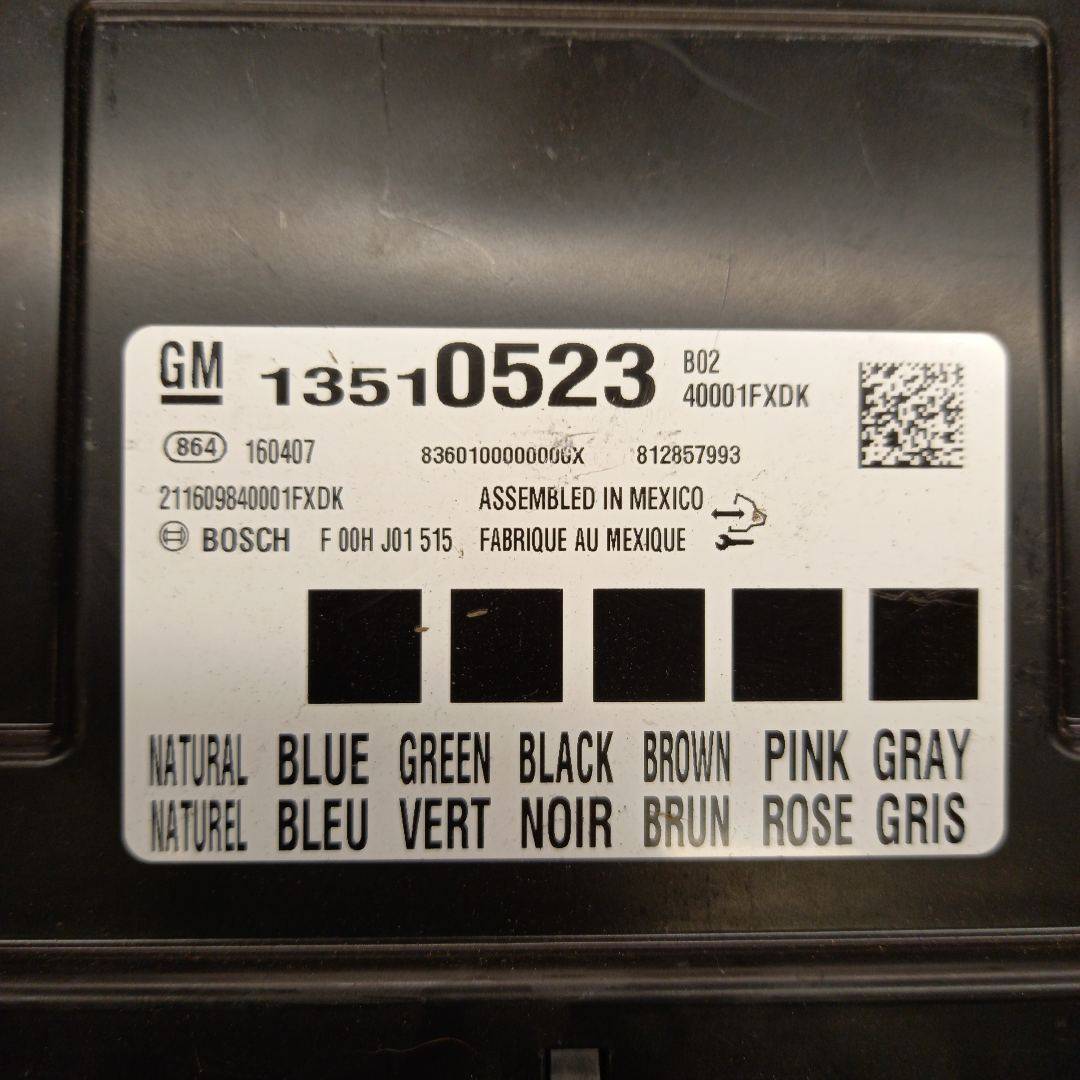 GM 13510523 B02
40001FXDK
864 160407 8360100000000X 812857993
211609840001FXDK ASSEMBLED IN MEXICO
BOSCH F 00H J01 515 FABRIQUE AU MEXIQUE
NATURAL BLUE GREEN BLACK BROWN PINK GRAY
NATUREL BLEU VERT NOIR BRUN ROSE GRIS